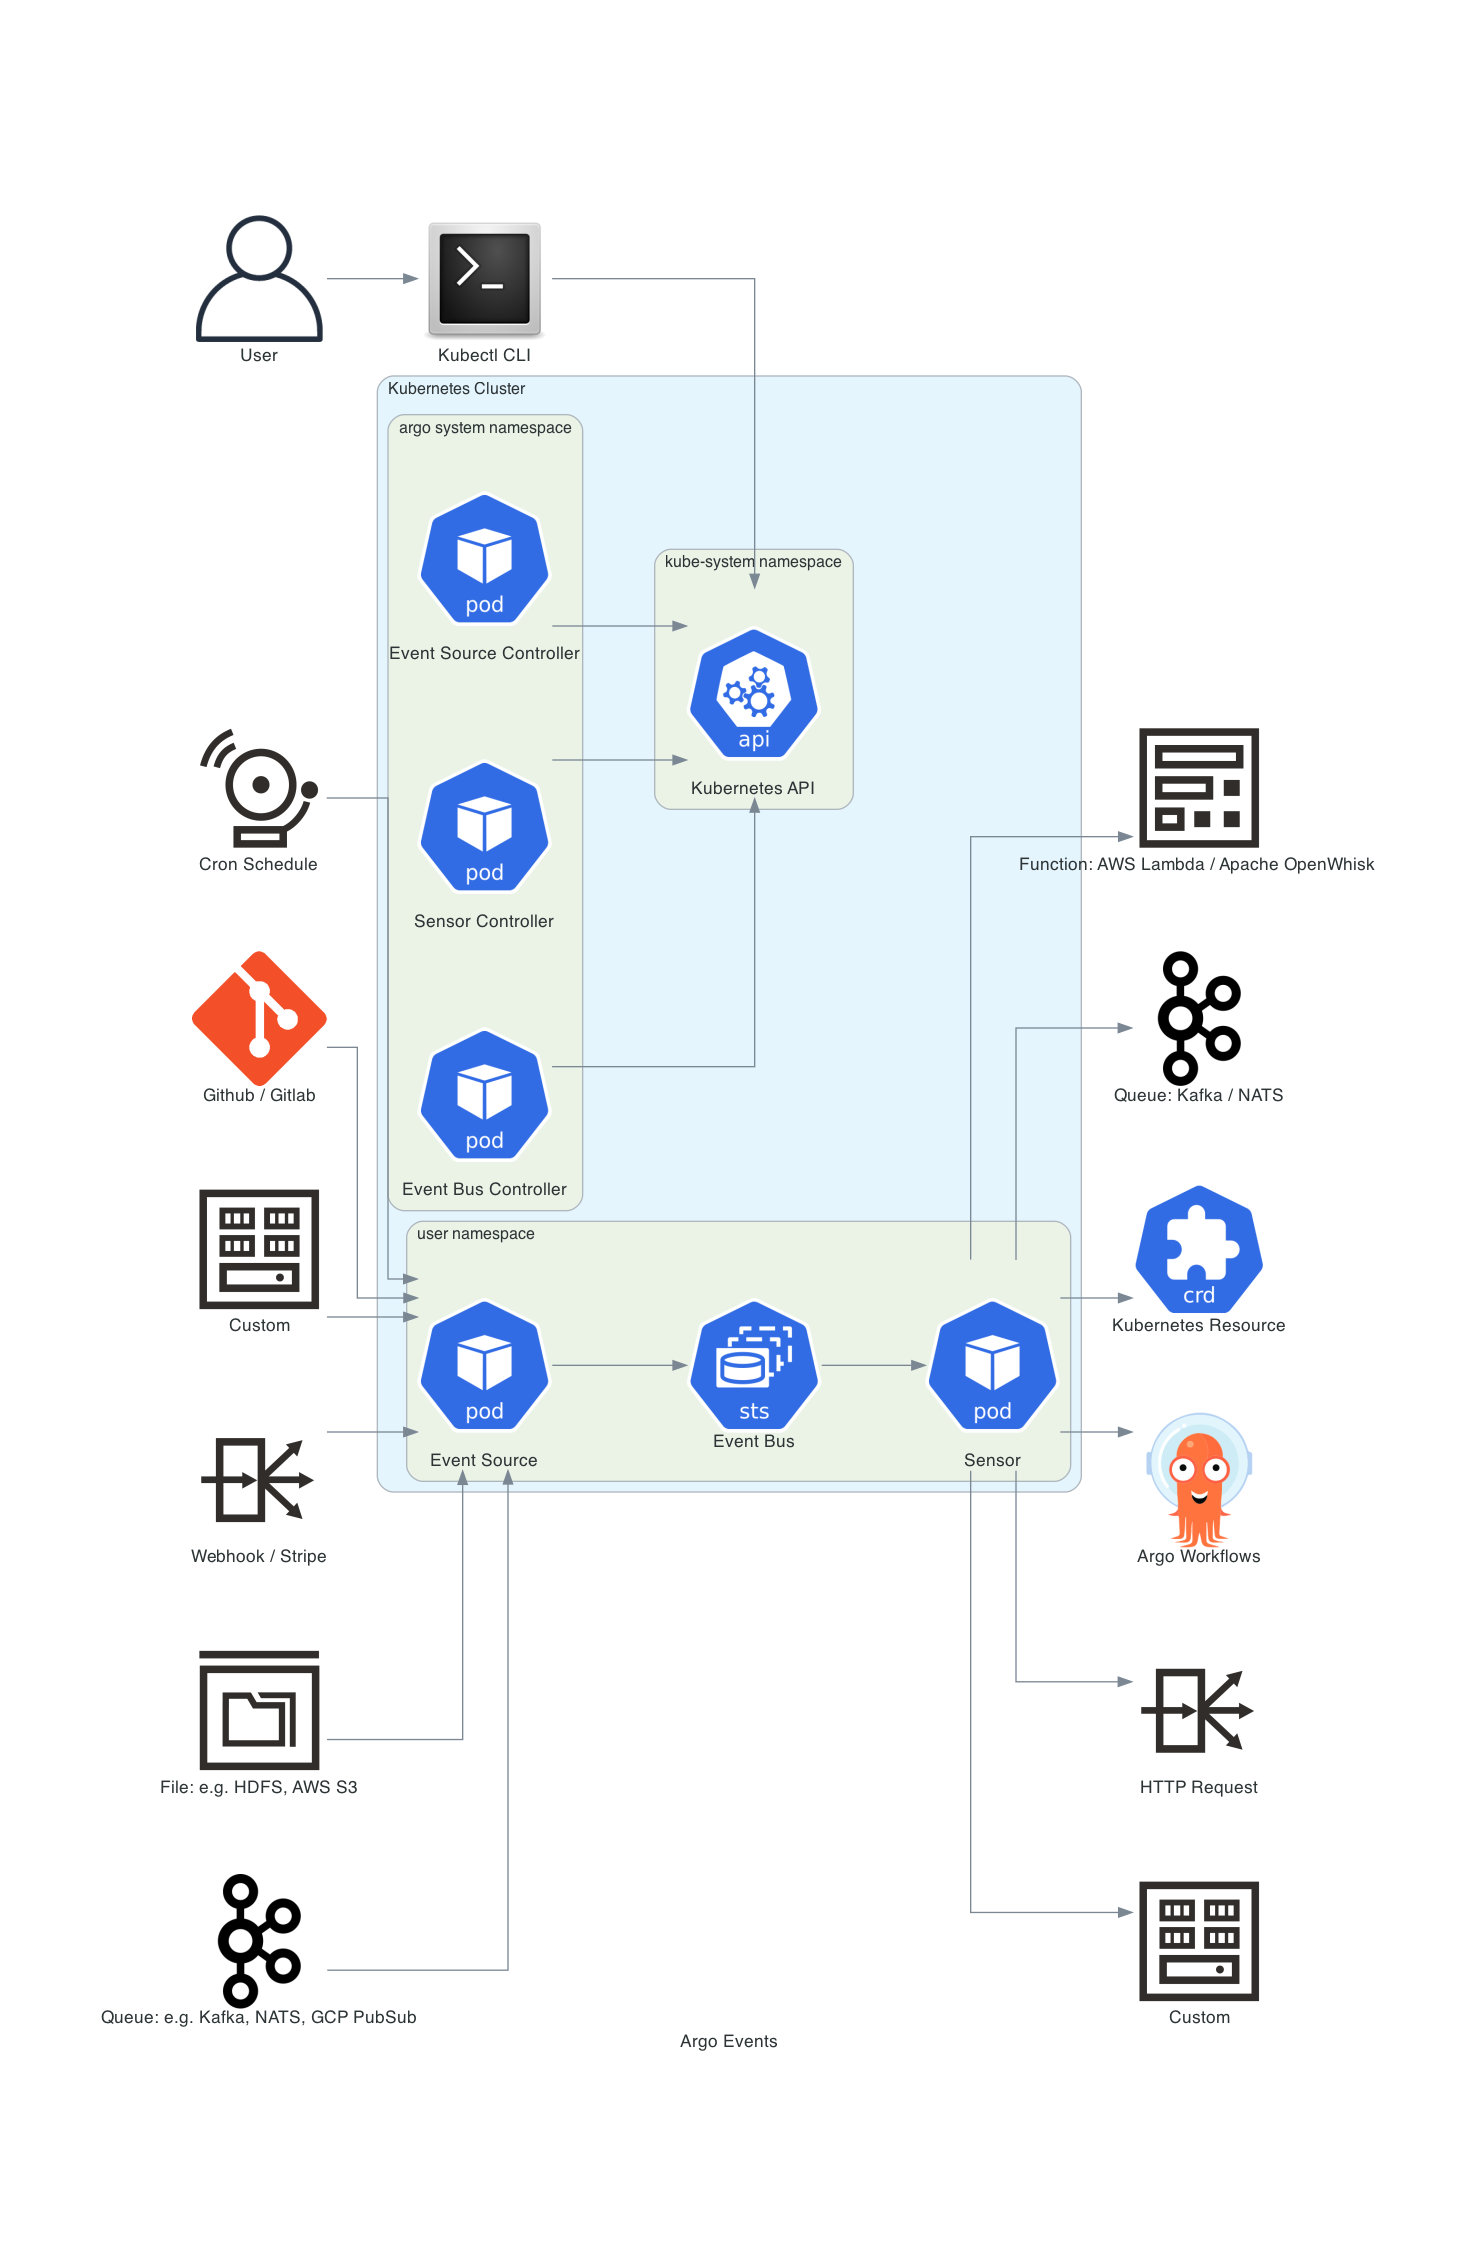 User
Kubectl CLI
Kubernetes Cluster
argo system namespace
pod
Event Source Controller
kube-system namespace
api
Kubernetes API
pod
Sensor Controller
pod
Event Bus Controller
Cron Schedule
Github / Gitlab
Custom
Webhook / Stripe
File: e.g. HDFS, AWS S3
Queue: e.g. Kafka, NATS, GCP PubSub
user namespace
pod
Event Source
sts
Event Bus
pod
Sensor
Function: AWS Lambda / Apache OpenWhisk
Queue: Kafka / NATS
crd
Kubernetes Resource
Argo Workflows
HTTP Request
Custom
Argo Events